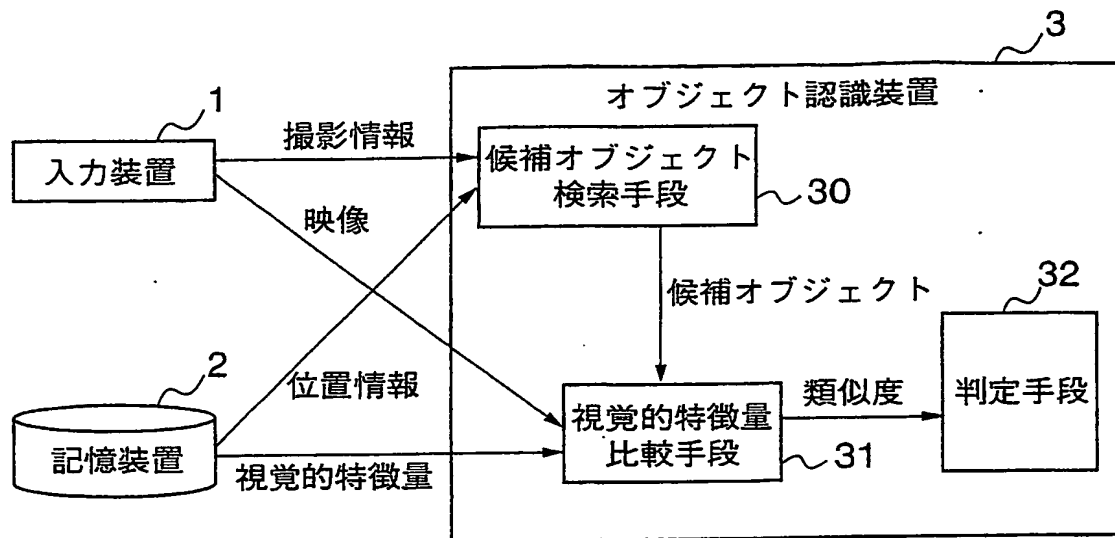 3
オブジェクト認識装置
1
入力装置
撮影情報
候補オブジェクト
検索手段
30
映像
候補オブジェクト
32
2
位置情報
記憶装置
視覚的特徴量
視覚的特徴量
比較手段
31
類似度
判定手段